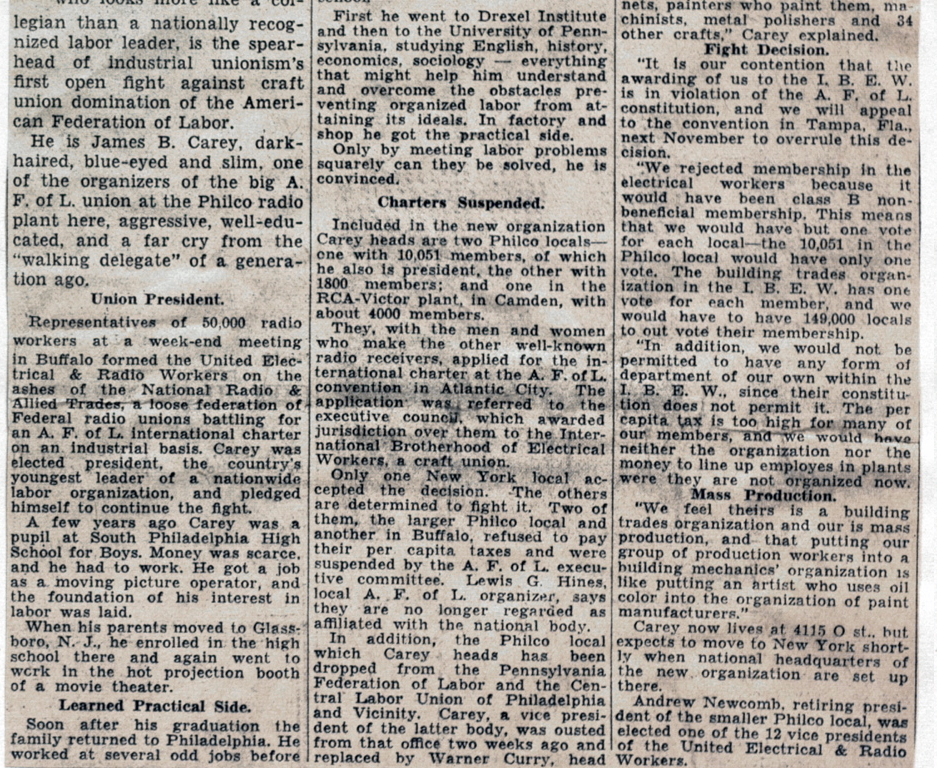 who looks more like a col-
legian than a nationally recog-
nized labor leader, is the spear-
head of industrial unionism's
first open fight against craft
union domination of the Ameri-
can Federation of Labor.
He is James B. Carey, dark-
haired, blue-eyed and slim, one
of the organizers of the big A.
F. of L. union at the Philco radio
plant here, aggressive, well-edu-
cated, and a far cry from the
"walking delegate" of a genera-
tion ago.
Union President.
Representatives of 50,000 radio
workers at a week-end meeting
in Buffalo formed the United Elec-
trical & Radio Workers on the
ashes of the National Radio &
Allied Trades, a loose federation of
Federal radio unions battling for
an A. F. of L. international charter
on an industrial basis. Carey was
elected president, the country's
youngest leader of a nationwide
labor organization, and pledged
himself to continue the fight.
A few years ago Carey was a
pupil at South Philadelphia High
School for Boys. Money was scarce,
and he had to work. He got a job
as a moving picture operator, and
the foundation of his interest in
labor was laid.
When his parents moved to Glass-
boro, N. J., he enrolled in the high
school there and again went to
work in the hot projection booth
of a movie theater.
Learned Practical Side.
Soon after his graduation the
family returned to Philadelphia. He
worked at several odd jobs before
First he went to Drexel Institute
and then to the University of Penn-
sylvania, studying English, history,
economics, sociology — everything
that might help him understand
and overcome the obstacles pre-
venting organized labor from at-
taining its ideals. In factory and
shop he got the practical side.
Only by meeting labor problems
squarely can they be solved, he is
convinced.
Charters Suspended.
Included in the new organization
Carey heads are two Philco locals—
one with 10,051 members, of which
he also is president, the other with
1800 members; and one in the
RCA-Victor plant, in Camden, with
about 4000 members.
They, with the men and women
who make the other well-known
radio receivers, applied for the in-
ternational charter at the A. F. of L.
convention in Atlantic City. The
application was referred to the
executive council, which awarded
jurisdiction over them to the Inter-
national Brotherhood of Electrical
Workers, a craft union.
Only one New York local ac-
cepted the decision. The others
are determined to fight it. Two of
them, the larger Philco local and
another in Buffalo, refused to pay
their per capita taxes and were
suspended by the A. F. of L. execu-
tive committee. Lewis G. Hines,
local A. F. of L. organizer, says
they are no longer regarded as
affiliated with the national body.
In addition, the Philco local
which Carey heads has been
dropped from the Pennsylvania
Federation of Labor and the Cen-
tral Labor Union of Philadelphia
and Vicinity. Carey, a vice presi-
dent of the latter body, was ousted
from that office two weeks ago and
replaced by Warner Curry, head
nets, painters who paint them, ma-
chinists, metal polishers and 34
other crafts," Carey explained.
Fight Decision.
"It is our contention that the
awarding of us to the I. B. E. W.
is in violation of the A. F. of L.
constitution, and we will appeal
to the convention in Tampa, Fla.,
next November to overrule this de-
cision.
"We rejected membership in the
electrical workers because it
would have been class B non-
beneficial membership. This means
that we would have but one vote
for each local—the 10,051 in the
Philco local would have only one
vote. The building trades organ-
ization in the I. B. E. W. has one
vote for each member, and we
would have to have 149,000 locals
to out vote their membership.
"In addition, we would not be
permitted to have any form of
department of our own within the
I. B. E. W., since their constitu-
tion does not permit it. The per
capita tax is too high for many of
our members, and we would have
neither the organization nor the
money to line up employes in plants
were they are not organized now.
Mass Production.
"We feel theirs is a building
trades organization and our is mass
production, and that putting our
group of production workers into a
building mechanics' organization is
like putting an artist who uses oil
color into the organization of paint
manufacturers."
Carey now lives at 4115 O st., but
expects to move to New York short-
ly when national headquarters of
the new organization are set up
there.
Andrew Newcomb, retiring presi-
dent of the smaller Philco local, was
elected one of the 12 vice presidents
of the United Electrical & Radio
Workers.